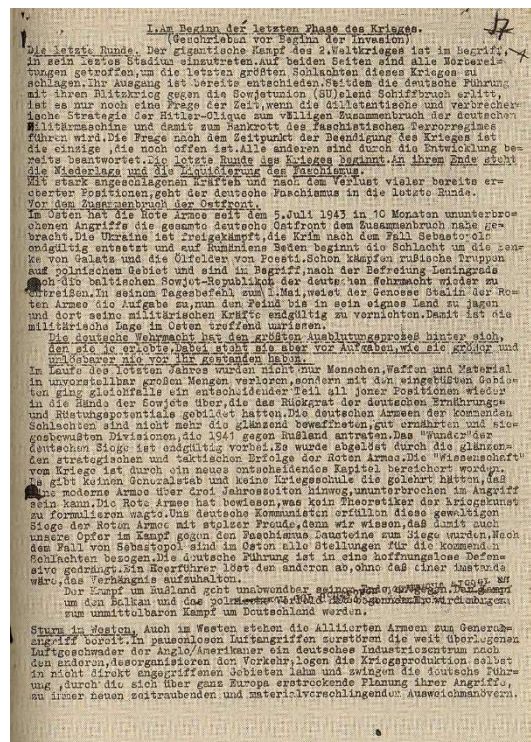 I.Am Beginn der letzten Phase des Krieges.
(Geschrieben vor Beginn der Invasion)
Die letzte Runde. Der gigantische Kampf des 2.Weltkrieges ist im Begriff,
in sein leztes Stadium einzutreten.Auf beiden Seiten sind alle Vorberei-
tungen getroffen,um die letzten größten Schlachten dieses Krieges zu
schlagen.Ihr Ausgang ist bereits entschieden.Seitdem die deutsche Führung
mit ihren Blitzkrieg gegen die Sowjetunion (SU)elend Schiffbruch erlitt,
ist es nur noch eine Frage der Zeit,wenn die dilettantische und verbrecher-
ische Strategie der Hitler-Clique zum völligen Zusammenbruch der deutschen
Militärmaschine und damit zum Bankrott des faschistischen Terrorregimes
führen wird.Die Frage nach dem Zeitpunkt der Beendigung des Krieges ist
die einzige ,die noch offen ist.Alle anderen sind durch die Entwicklung be-
reits beantwortet.Die letzte Runde des Krieges beginnt.An ihrem Ende steht
die Niederlage und die Liquidierung des Faschismus.
Mit stark angeschlagenen Kräften und nach dem Verlust vieler bereits er-
oberter Positionen,geht der deutsche Faschismus in die letzte Runde.
Vor dem Zusammenbruch der Ostfront.
Im Osten hat die Rote Armee seit dem 5.Juli 1943 in 10 Monaten ununterbro-
chenen Angriffs die gesamte deutsche Ostfront dem Zusammenbruch nahe ge-
bracht.Die Ukraine ist freigekämpft,die Krim nach dem Fall Sebastopols
endgültig entsetzt und auf Rumäniens Boden beginnt die Schlacht um die
ke von Galatz und die Ölfelder von Poesti.Schon kämpfen rußische Truppen
auf polnischem Gebiet und sind im Begriff,nach der Befreiung Leningrads
auch die baltischen Sowjet-Republiken der deutschen Wehrmacht wieder zu
entreißen.In seinem Tagesbefehl zum 1.Mai,weist der Genosse Stalin der Ro-
ten Armee die Aufgabe zu,nun den Feind bis in sein eignes Land zu jagen
und dort seine militärischen Kräfte endgültig zu vernichten.Damit ist die
militärische Lage im Osten treffend umrissen.
Die deutsche Wehrmacht hat den größten Ausblutungsprozeß hinter sich,
den sie je erlebte.Dabei steht sie aber vor Aufgaben,wie sie größer und
unlösbarer nie vor ihr gestanden haben.
Im Laufe des letzten Jahres wurden nicht nur Menschen,Waffen und Material
in unvorstellbar großen Mengen verloren,sondern mit den eingebüßten Gebie-
ten ging gleichfalls ein entscheidender Teil all jener Positionen wieder
in die Hände der Sowjets über,die das Rückgrat der deutschen Ernährungs-
und Rüstungspotentials gebildet hatten.Die deutschen Armeen der kommenden
Schlachten sind nicht mehr die glänzend bewaffneten,gut ernährten und sie-
gesbewußten Divisionen,die 1941 gegen Rußland antraten.Das "Wunder"der
deutschen Siege ist endgültig vorbei.Es wurde abgelöst durch die glänzen-
den strategischen und taktischen Erfolge der Roten Armee.Die "Wissenschaft"
vom Kriege ist durch ein neues entscheidendes Kapitel bereichert worden.
Es gibt keinen Generalstab und keine Kriegsschule die gelehrt hätten,daß
eine moderne Armee über drei Jahreszeiten hinweg,ununterbrochen im Angriff
sein kann.Die Rote Armee hat bewiesen,was kein Theoretiker der Kriegskunst
zu formulieren wagte.Uns deutsche Kommunisten erfüllen diese gewaltigen
Siege der Roten Armee mit stolzer Freude,denn wir wissen,daß damit auch
unsere Opfer im Kampf gegen den Faschismus Bausteine zum Siege wurden.Nach
dem Fall von Sebastopol sind im Osten alle Stellungen für die kommenden
Schlachten bezogen.Die deutsche Führung ist in eine hoffnungslose Defen-
sive gedrängt.Ein Heerführer löst den anderen ab,ohne daß einer imstande
wäre,das Verhängnis aufzuhalten.
Der Kampf um Rußland geht unabwendbar seinem Ende entgegen.Der Kampf
um den Balkan und das
zum unmittelbaren Kampf um Deutschland werden.
Sturm im Westen. Auch im Westen stehen die Alliierten Armeen zum General-
angriff bereit.In pausenlosen Luftangriffen zerstören die weit überlegenen
Luftgeschwader der Anglo/Amerikaner ein deutsches Industriezentrum nach
den anderen,desorganisieren den Verkehr,legen die Kriegsproduktion selbst
in nicht direkt angegriffenen Gebieten lahm und zwingen die deutsche Führ-
ung ,durch die sich über ganz Europa erstreckende Planung ihrer Angriffe,
zu immer neuen zeitraubenden und materialverschlingenden Ausweichmanövern.